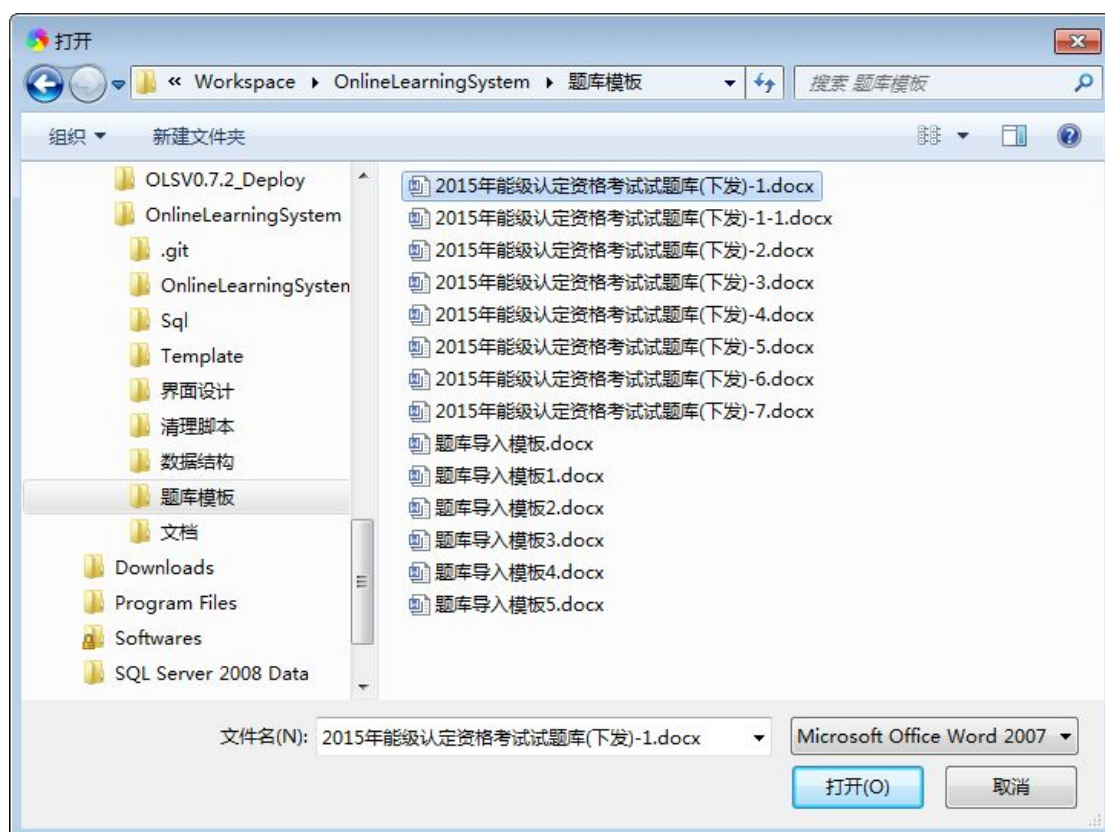 打开
« Workspace ▸ OnlineLearningSystem ▸ 题库模板
搜索 题库模板
组织
新建文件夹
OLSV0.7.2_Deploy
OnlineLearningSystem
.git
OnlineLearningSysten
Sql
Template
界面设计
清理脚本
数据结构
题库模板
文档
Downloads
Program Files
Softwares
SQL Server 2008 Data
2015年能级认定资格考试试题库(下发)-1.docx
2015年能级认定资格考试试题库(下发)-1-1.docx
2015年能级认定资格考试试题库(下发)-2.docx
2015年能级认定资格考试试题库(下发)-3.docx
2015年能级认定资格考试试题库(下发)-4.docx
2015年能级认定资格考试试题库(下发)-5.docx
2015年能级认定资格考试试题库(下发)-6.docx
2015年能级认定资格考试试题库(下发)-7.docx
题库导入模板.docx
题库导入模板1.docx
题库导入模板2.docx
题库导入模板3.docx
题库导入模板4.docx
题库导入模板5.docx
文件名(N): 2015年能级认定资格考试试题库(下发)-1.docx
Microsoft Office Word 2007
打开(O)
取消